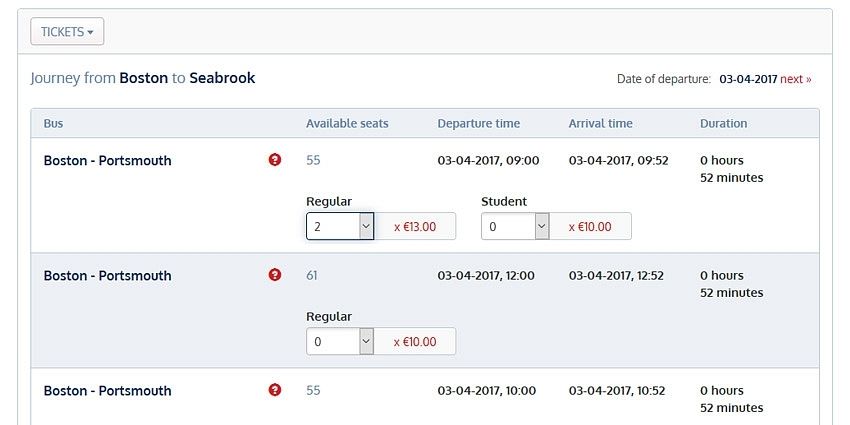 TICKETS
Journey from Boston to Seabrook
Date of departure: 03-04-2017 next »
Bus Available seats Departure time Arrival time Duration
Boston - Portsmouth ? 55 03-04-2017, 09:00 03-04-2017, 09:52 0 hours
52 minutes
Regular Student
2 x €13.00 0 x €10.00
Boston - Portsmouth ? 61 03-04-2017, 12:00 03-04-2017, 12:52 0 hours
52 minutes
Regular
0 x €10.00
Boston - Portsmouth ? 55 03-04-2017, 10:00 03-04-2017, 10:52 0 hours
52 minutes